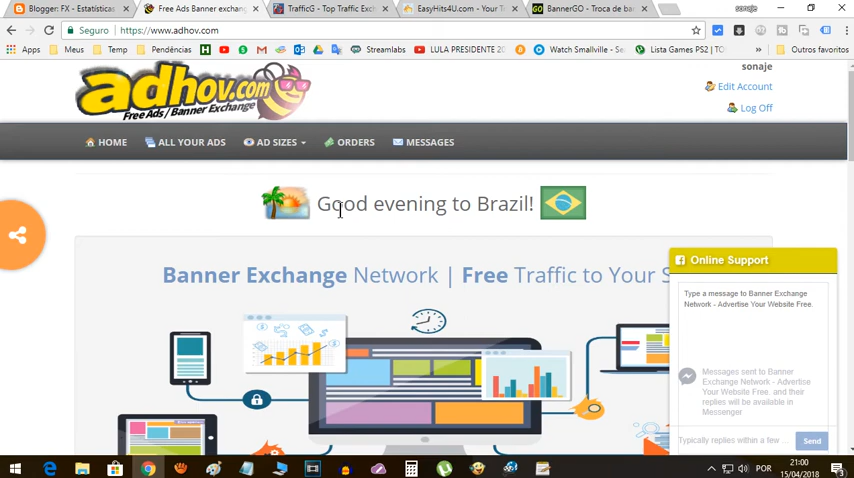 Blogger: FX - Estatísticas
Free Ads Banner exchang
TrafficG - Top Traffic Exch
EasyHits4U.com - Your T
BannerGO - Troca de ban
sonaje
Seguro
https://www.adhov.com
Apps
Meus
Temp
Pendências
Streamlabs
LULA PRESIDENTE 20
Watch Smallville - Se
Lista Games PS2 | TO
Outros favoritos
adhov.com
Free Ads / Banner Exchange
sonaje
Edit Account
Log Off
HOME
ALL YOUR ADS
AD SIZES
ORDERS
MESSAGES
Good evening to Brazil!
Banner Exchange Network | Free Traffic to Your S
Online Support
Type a message to Banner Exchange
Network - Advertise Your Website Free.
Messages sent to Banner
Exchange Network - Advertise
Your Website Free. and their
replies will be available in
Messenger
Typically replies within a few ...
Send
POR
21:00
15/04/2018